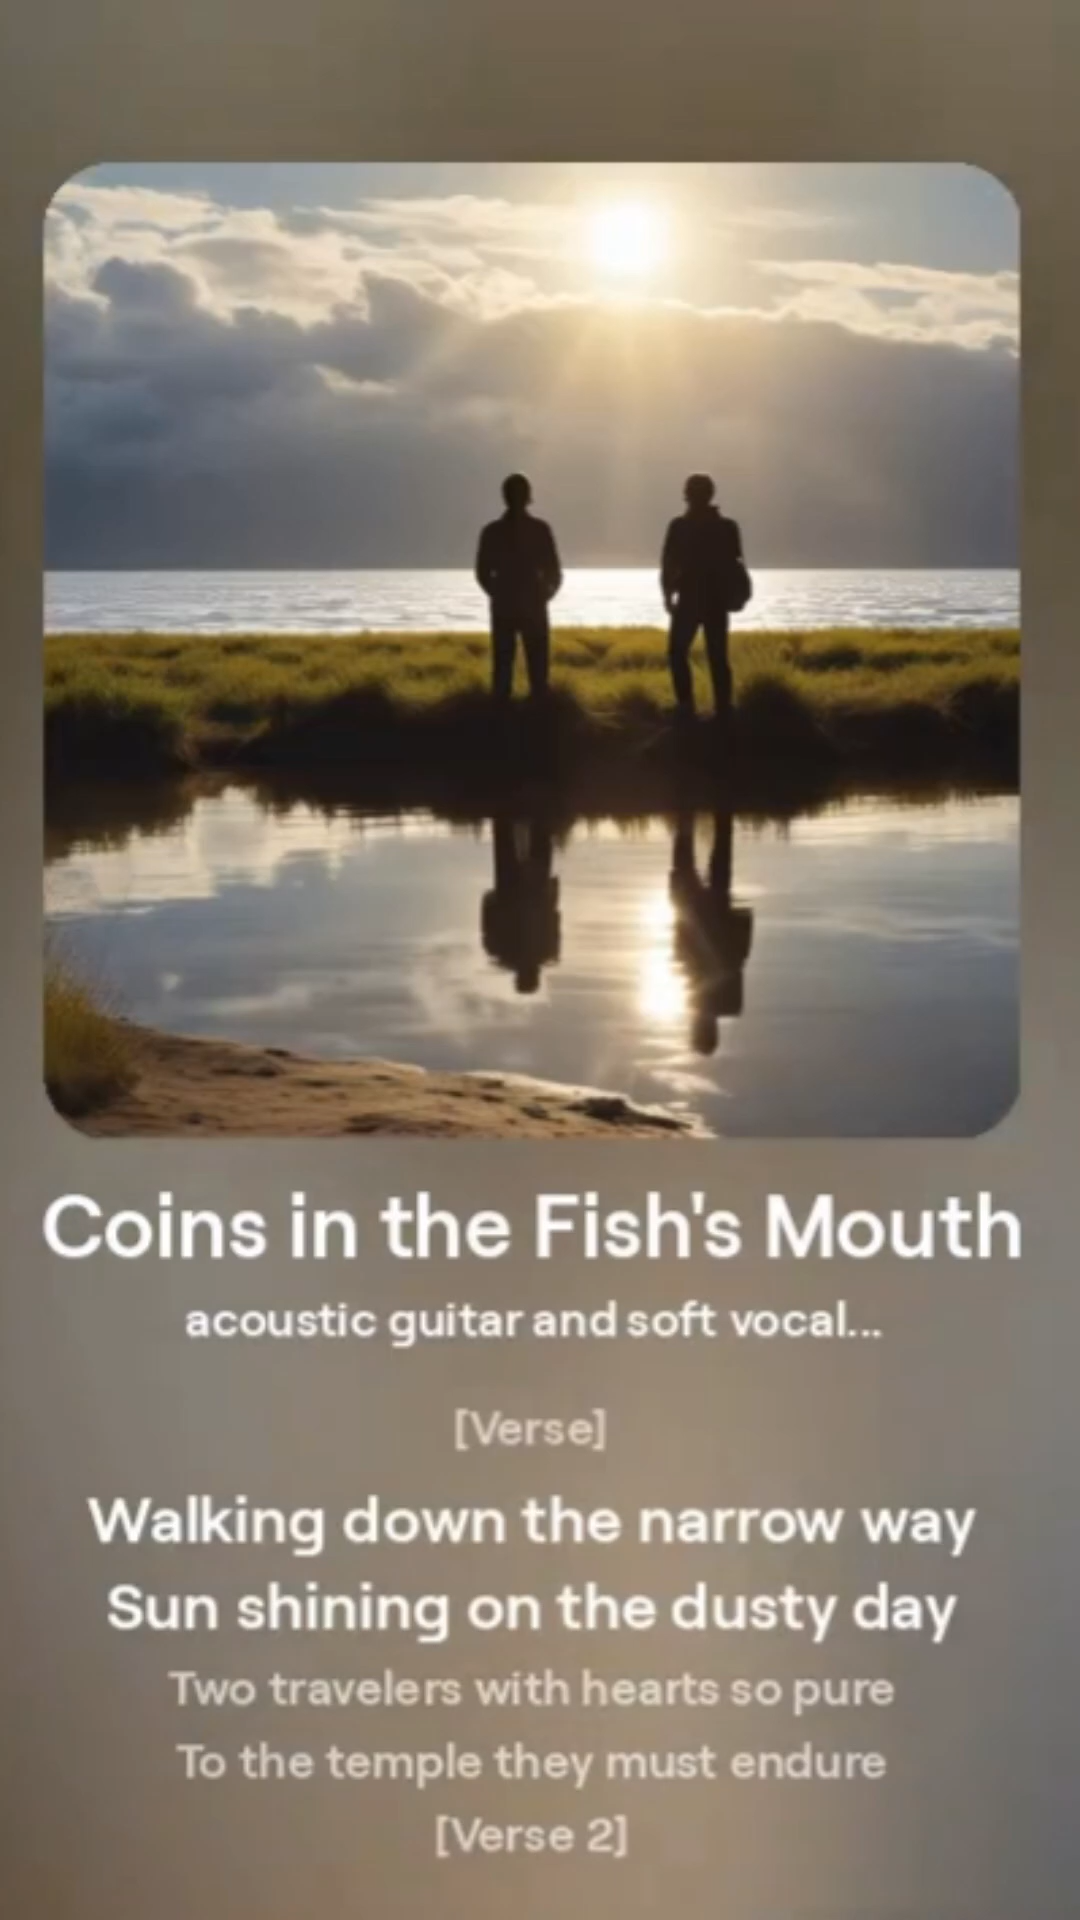 Coins in the Fish's Mouth
acoustic guitar and soft vocal...
[Verse]
Walking down the narrow way
Sun shining on the dusty day
Two travelers with hearts so pure
To the temple they must endure
[Verse 2]